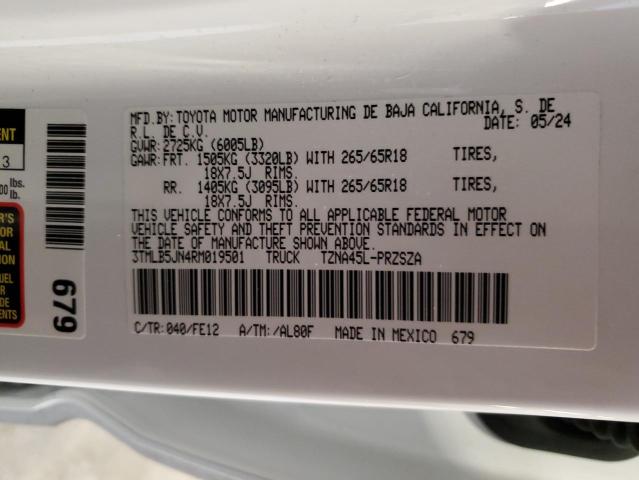 MFD.BY:TOYOTA MOTOR MANUFACTURING DE BAJA CALIFORNIA, S. DE
R.L. DE C.V. DATE: 05/24
GVWR:2725KG (6005LB)
GAWR:FRT. 1505KG (3320LB) WITH 265/65R18 TIRES,
18X7.5J RIMS.
RR. 1405KG (3095LB) WITH 265/65R18 TIRES,
18X7.5J RIMS.
THIS VEHICLE CONFORMS TO ALL APPLICABLE FEDERAL MOTOR
VEHICLE SAFETY AND THEFT PREVENTION STANDARDS IN EFFECT ON
THE DATE OF MANUFACTURE SHOWN ABOVE.
3TMLB5JN4RM019501 TRUCK TZNA45L-PRZSZA
C/TR:040/FE12 A/TM:/AL80F MADE IN MEXICO 679
3
lbs.
lb.
679